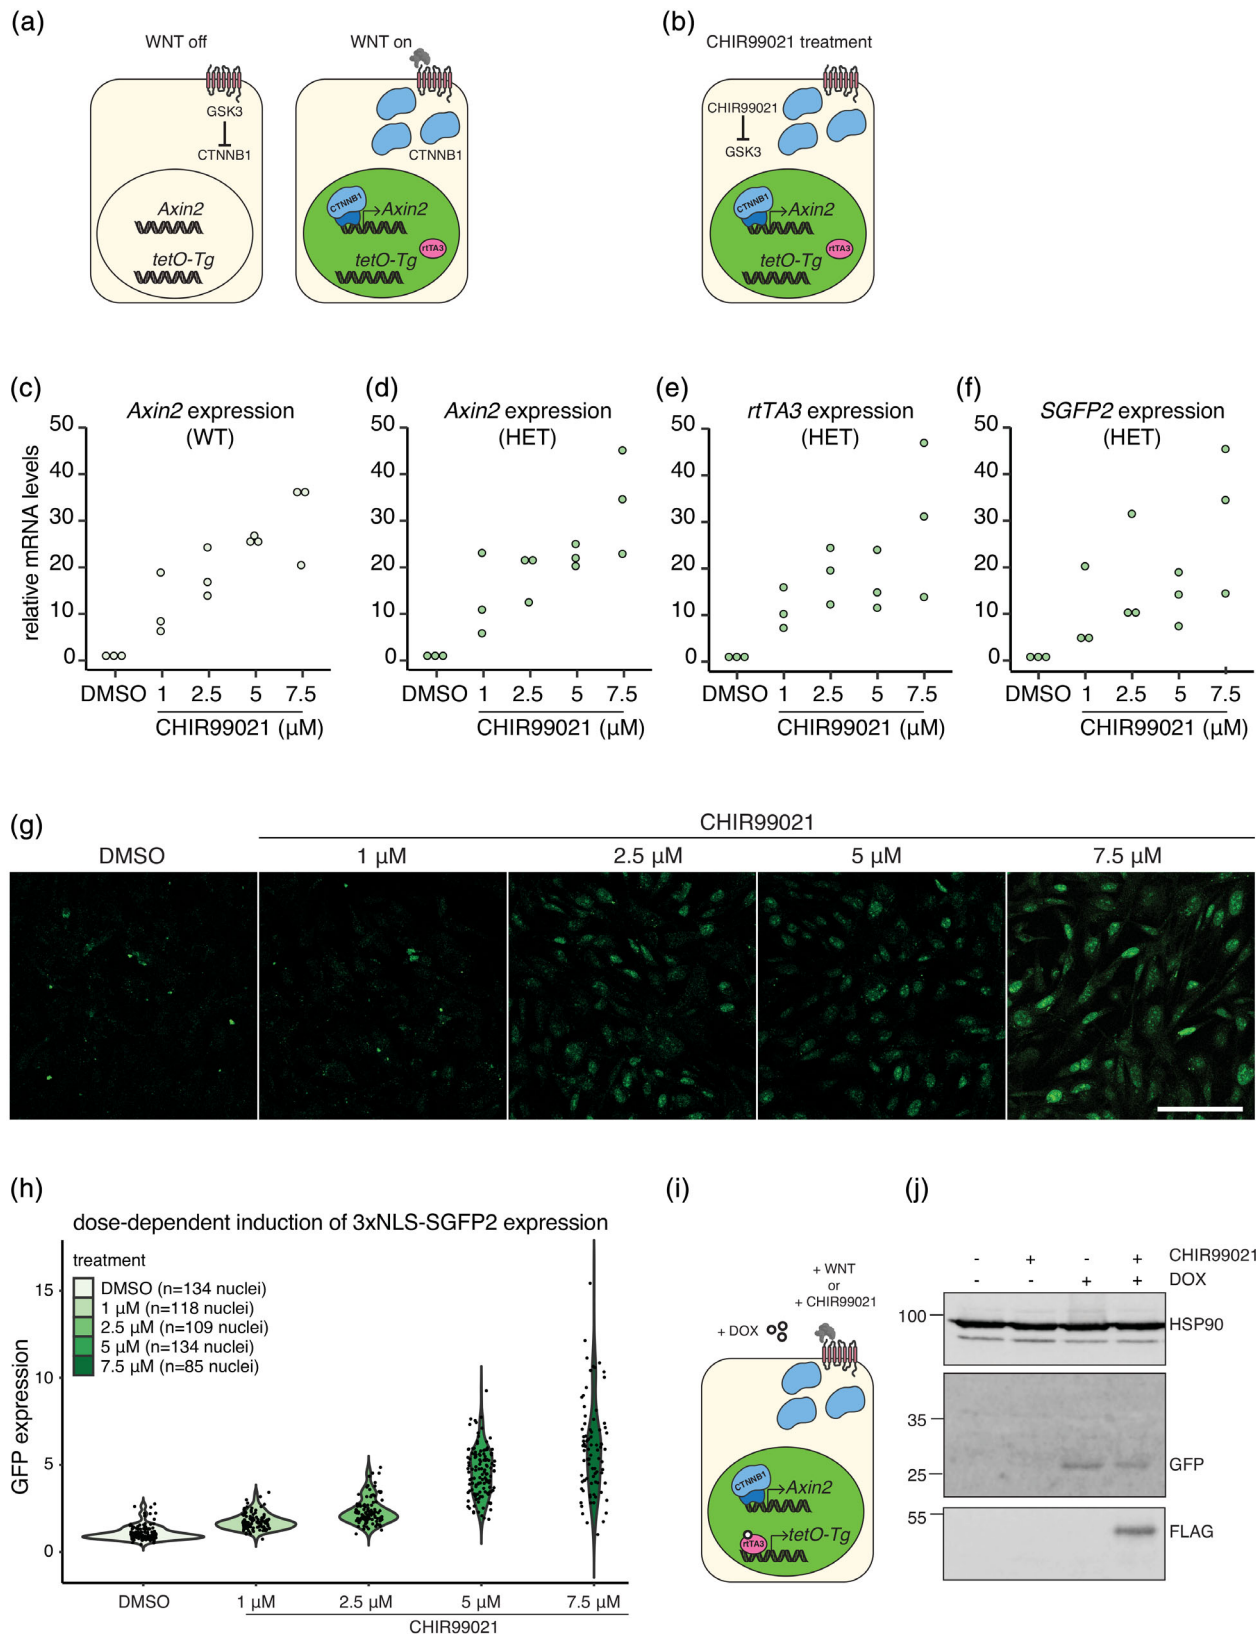 (a)
WNT off
WNT on
GSK3
CTNNB1
CTNNB1
Axin2
tetO-Tg
CTNNB1
Axin2
rtTA3
tetO-Tg
(b)
CHIR99021 treatment
CHIR99021
GSK3
CTNNB1
Axin2
rtTA3
tetO-Tg
(c)
Axin2 expression
(WT)
relative mRNA levels
50
40
30
20
10
0
DMSO 1 2.5 5 7.5
CHIR99021 (μM)
(d)
Axin2 expression
(HET)
50
40
30
20
10
0
DMSO 1 2.5 5 7.5
CHIR99021 (μM)
(e)
rtTA3 expression
(HET)
50
40
30
20
10
0
DMSO 1 2.5 5 7.5
CHIR99021 (μM)
(f)
SGFP2 expression
(HET)
50
40
30
20
10
0
DMSO 1 2.5 5 7.5
CHIR99021 (μM)
(g)
CHIR99021
DMSO 1 μM 2.5 μM 5 μM 7.5 μM
(h)
dose-dependent induction of 3xNLS-SGFP2 expression
treatment
DMSO (n=134 nuclei)
1 μM (n=118 nuclei)
2.5 μM (n=109 nuclei)
5 μM (n=134 nuclei)
7.5 μM (n=85 nuclei)
GFP expression
15
10
5
0
DMSO 1 μM 2.5 μM 5 μM 7.5 μM
CHIR99021
(i)
+ WNT
or
+ CHIR99021
+ DOX
CTNNB1
Axin2
rtTA3
tetO-Tg
(j)
- + - + CHIR99021
- - + + DOX
100
HSP90
35
GFP
25
55
FLAG